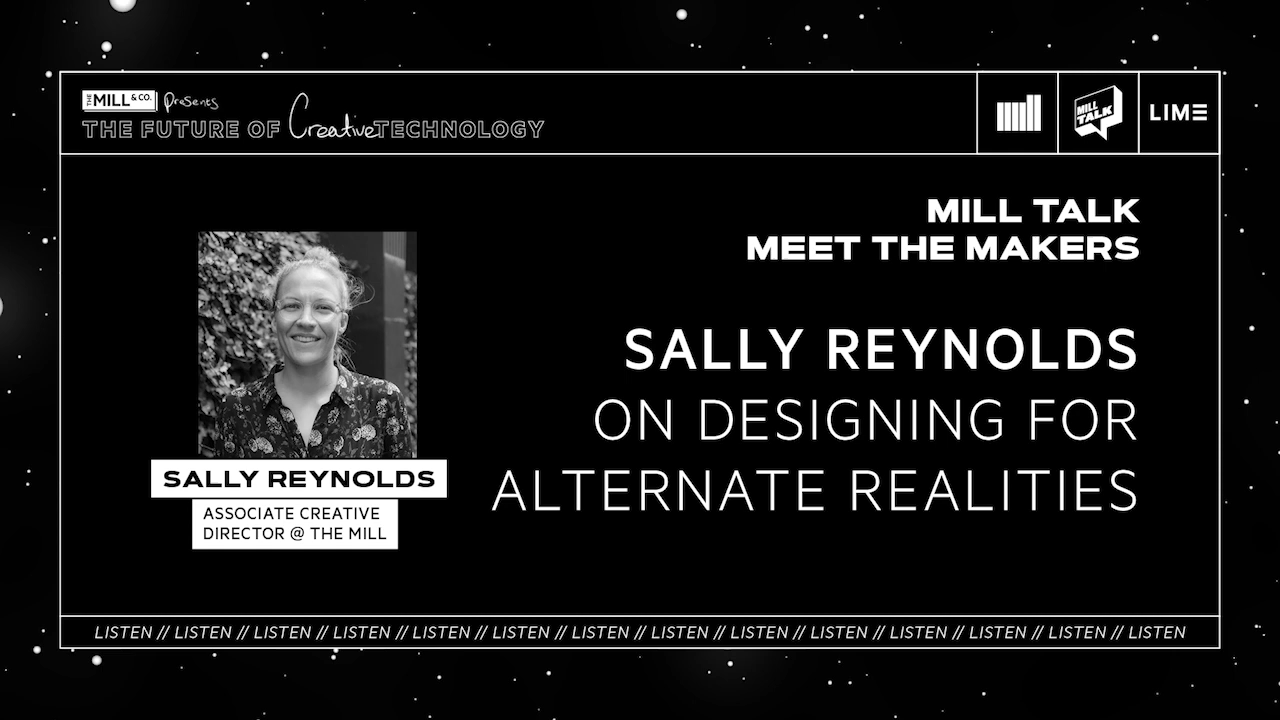 THE MILL & CO. Presents
THE FUTURE OF Creative TECHNOLOGY
MILL TALK
LIME
MILL TALK
MEET THE MAKERS
SALLY REYNOLDS
ON DESIGNING FOR
ALTERNATE REALITIES
SALLY REYNOLDS
ASSOCIATE CREATIVE
DIRECTOR @ THE MILL
LISTEN // LISTEN // LISTEN // LISTEN // LISTEN // LISTEN // LISTEN // LISTEN // LISTEN // LISTEN // LISTEN // LISTEN // LISTEN // LISTEN